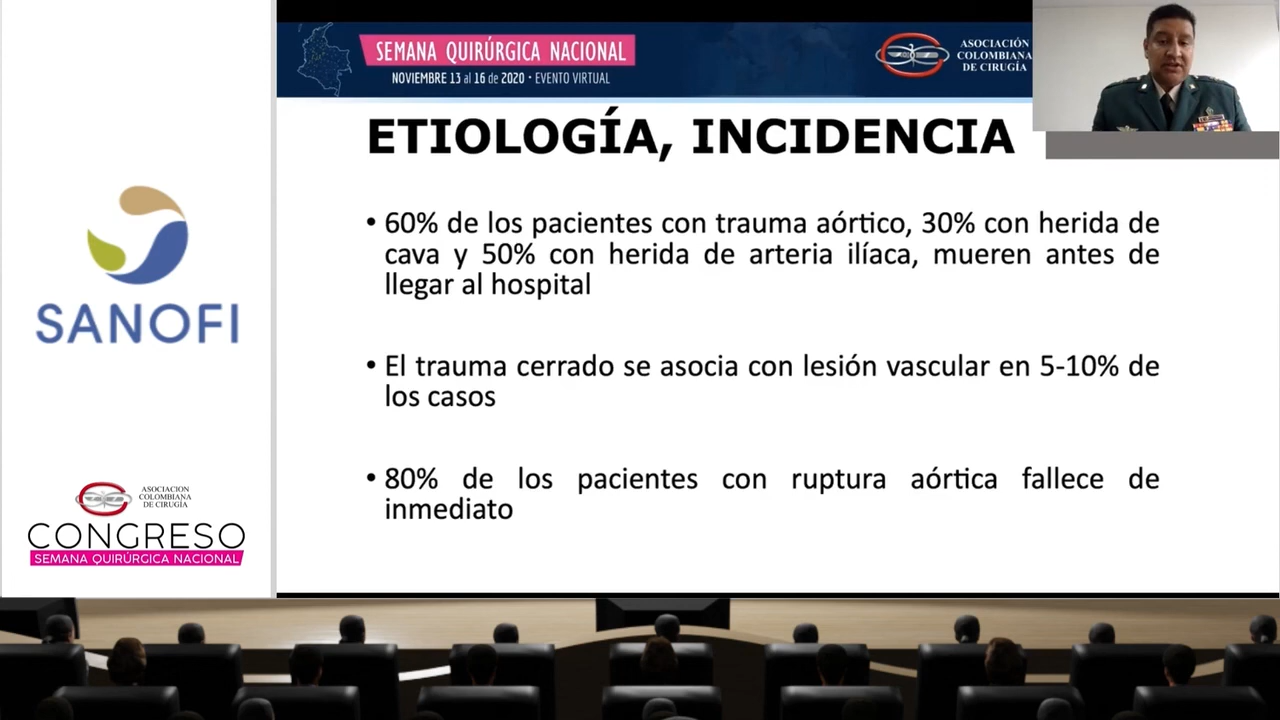 SEMANA QUIRÚRGICA NACIONAL
NOVIEMBRE 13 al 16 de 2020 • EVENTO VIRTUAL
ASOCIACIÓN
COLOMBIANA
DE CIRUGÍA
ETIOLOGÍA, INCIDENCIA
• 60% de los pacientes con trauma aórtico, 30% con herida de
cava y 50% con herida de arteria ilíaca, mueren antes de
llegar al hospital
• El trauma cerrado se asocia con lesión vascular en 5-10% de
los casos
• 80% de los pacientes con ruptura aórtica fallece de
inmediato
SANOFI
ASOCIACION
COLOMBIANA
DE CIRUGÍA
CONGRESO
SEMANA QUIRÚRGICA NACIONAL